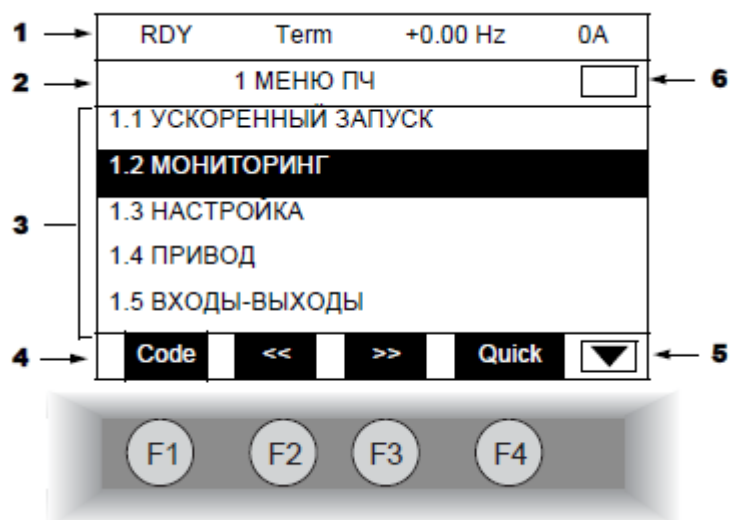 1 RDY Term +0.00 Hz 0A
2 1 МЕНЮ ПЧ 6
1.1 УСКОРЕННЫЙ ЗАПУСК
1.2 МОНИТОРИНГ
3 1.3 НАСТРОЙКА
1.4 ПРИВОД
1.5 ВХОДЫ-ВЫХОДЫ
4 Code << >> Quick 5
F1 F2 F3 F4